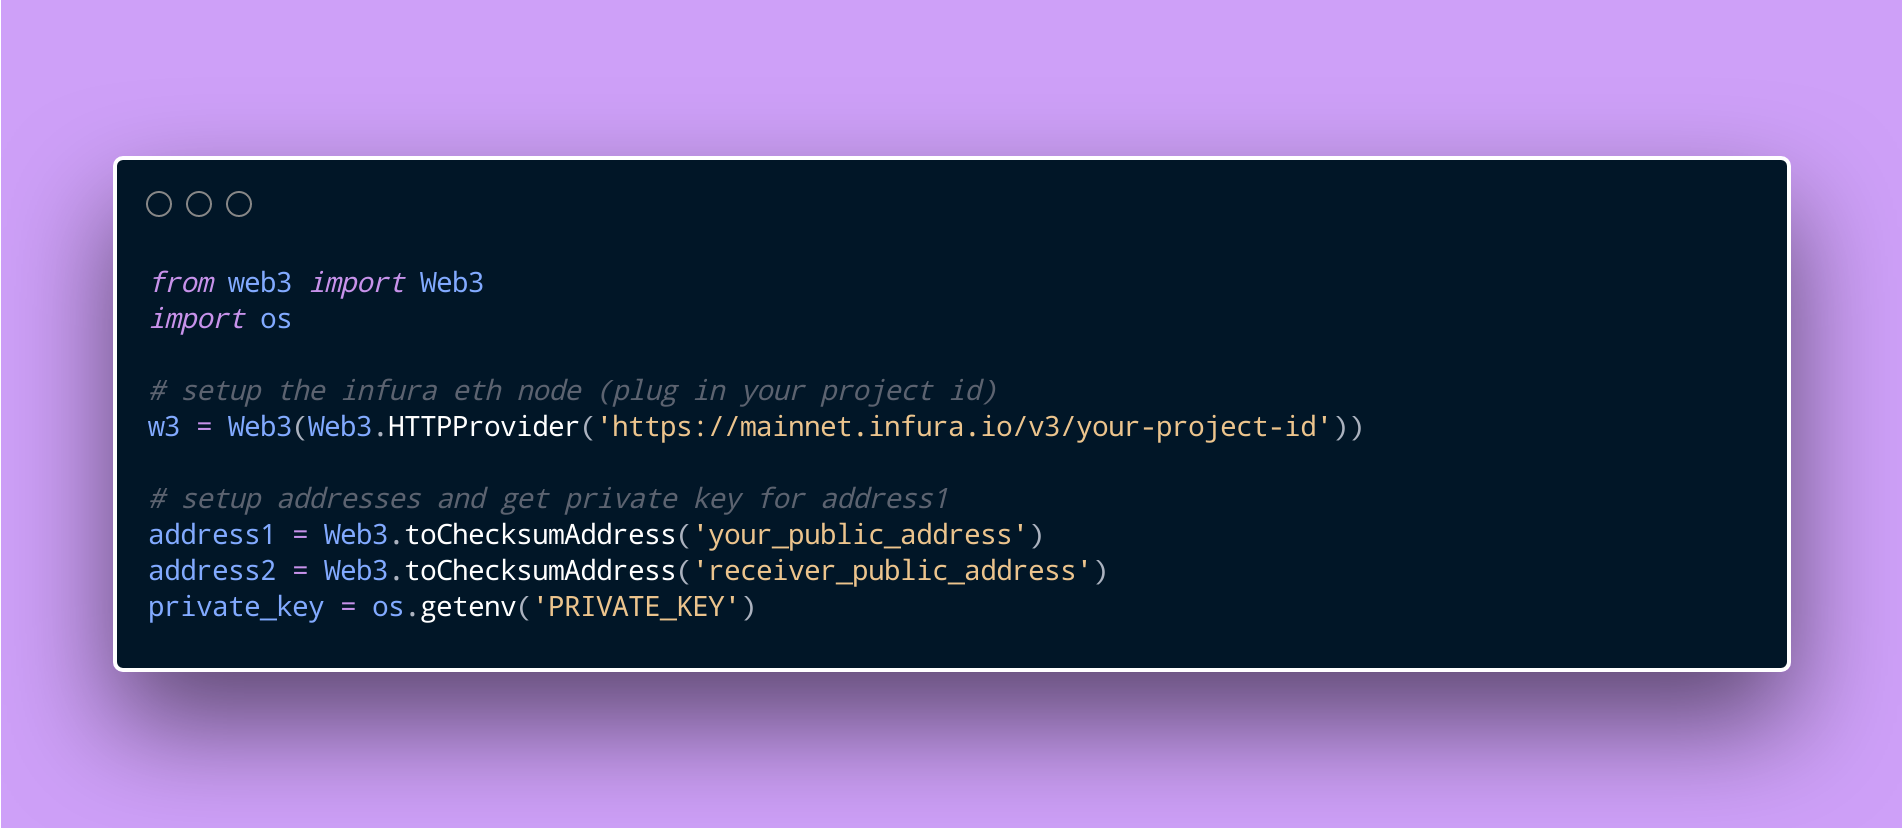 from web3 import Web3
import os
# setup the infura eth node (plug in your project id)
w3 = Web3(Web3.HTTPProvider('https://mainnet.infura.io/v3/your-project-id'))
# setup addresses and get private key for address1
address1 = Web3.toChecksumAddress('your_public_address')
address2 = Web3.toChecksumAddress('receiver_public_address')
private_key = os.getenv('PRIVATE_KEY')